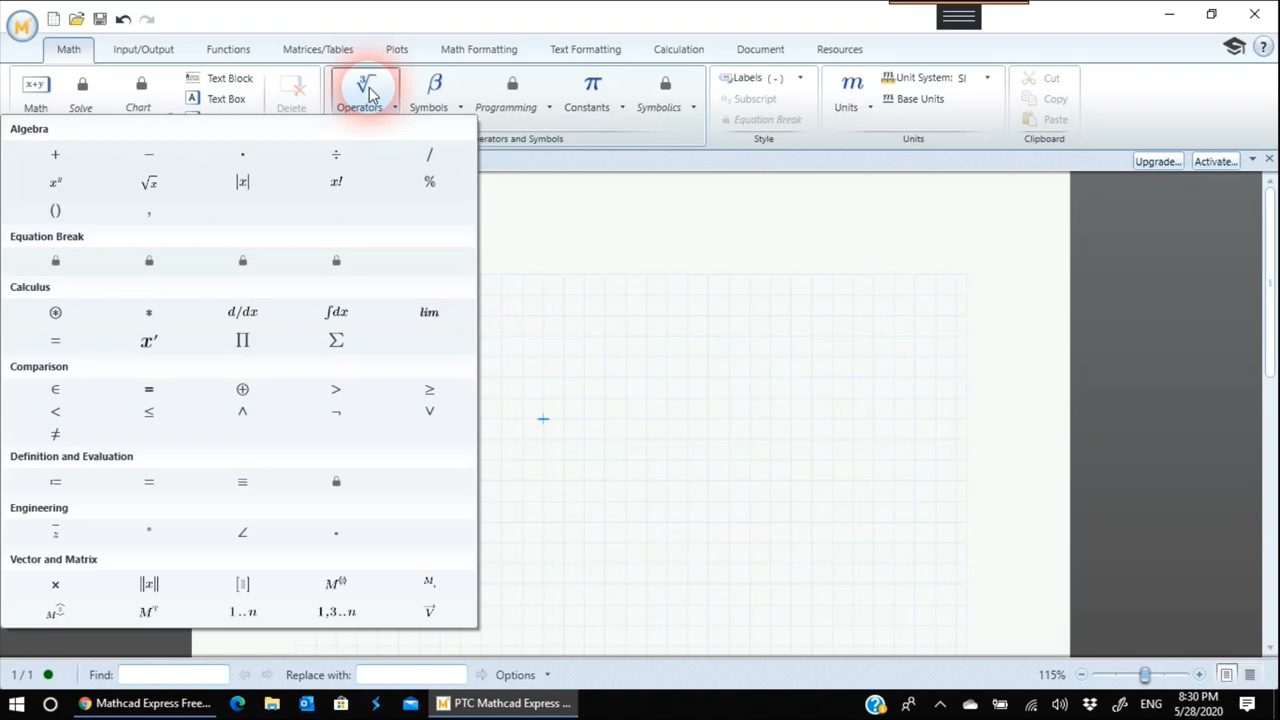 Math Input/Output Functions Matrices/Tables Plots Math Formatting Text Formatting Calculation Document Resources
x+y Math
Solve
Chart
Text Block
Text Box
Delete
Operators
β Symbols
Programming
π Constants
Symbolics
Operators and Symbols
Labels ( - )
Subscript
Equation Break
Style
m Units
Unit System: SI
Base Units
Units
Cut
Copy
Paste
Clipboard
Upgrade... Activate...
Algebra
+ − · ÷ /
xʸ √x |x| x! %
() ,
Equation Break
Calculus
⊛ * d/dx ∫dx lim
= x′ ∏ ∑
Comparison
∈ = ⊕ > ≥
< ≤ ∧ ¬ ∨
≠
Definition and Evaluation
:= = ≡
Engineering
z̅ ° ∠ ∘
Vector and Matrix
× ||x|| [▯] M⟨⟩ M,
M Mᵀ 1..n 1,3..n V⃗
1 / 1 Find: Replace with: Options 115%
Mathcad Express Free... PTC Mathcad Express ... ENG 8:30 PM
5/28/2020